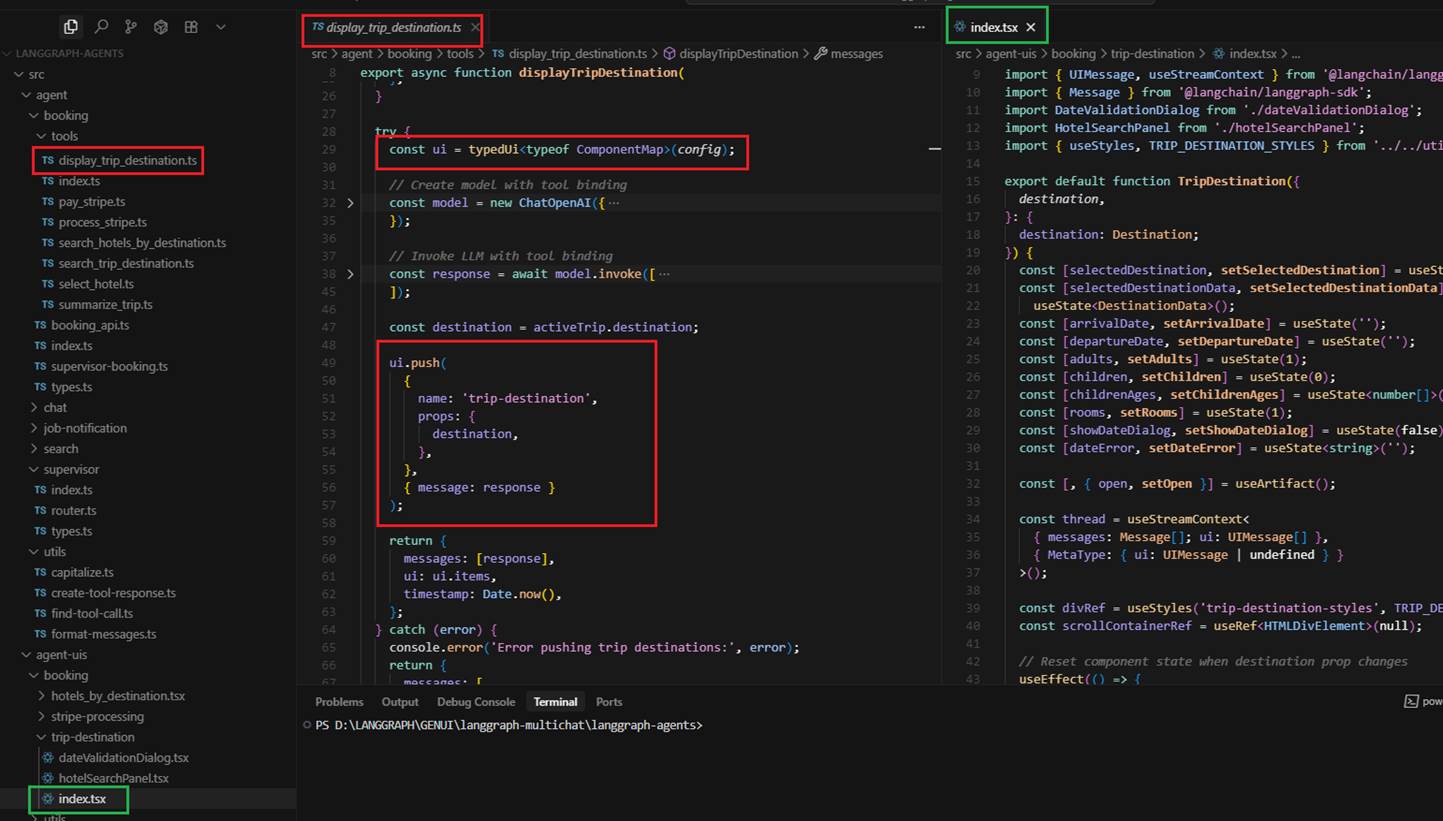 LANGGRAPH-AGENTS
src
agent
booking
tools
TS display_trip_destination.ts
TS index.ts
TS pay_stripe.ts
TS process_stripe.ts
TS search_hotels_by_destination.ts
TS search_trip_destination.ts
TS select_hotel.ts
TS summarize_trip.ts
TS booking_api.ts
TS index.ts
TS supervisor-booking.ts
TS types.ts
chat
job-notification
search
supervisor
TS index.ts
TS router.ts
TS types.ts
utils
TS capitalize.ts
TS create-tool-response.ts
TS find-tool-call.ts
TS format-messages.ts
agent-uis
booking
hotels_by_destination.tsx
stripe-processing
trip-destination
dateValidationDialog.tsx
hotelSearchPanel.tsx
index.tsx
utils
TS display_trip_destination.ts
src > agent > booking > tools > TS display_trip_destination.ts > displayTripDestination > messages
8 export async function displayTripDestination(
26 }
27
28 try {
29 const ui = typedUi<typeof ComponentMap>(config);
30
31 // Create model with tool binding
32 const model = new ChatOpenAI({ ···
35 });
36
37 // Invoke LLM with tool binding
38 const response = await model.invoke([ ···
45 ]);
46
47 const destination = activeTrip.destination;
48
49 ui.push(
50 {
51 name: 'trip-destination',
52 props: {
53 destination,
54 },
55 },
56 { message: response }
57 );
58
59 return {
60 messages: [response],
61 ui: ui.items,
62 timestamp: Date.now(),
63 };
64 } catch (error) {
65 console.error('Error pushing trip destinations:', error);
66 return {
67 messages: [
index.tsx
src > agent-uis > booking > trip-destination > index.tsx > ...
9 import { UIMessage, useStreamContext } from '@langchain/langg
10 import { Message } from '@langchain/langgraph-sdk';
11 import DateValidationDialog from './dateValidationDialog';
12 import HotelSearchPanel from './hotelSearchPanel';
13 import { useStyles, TRIP_DESTINATION_STYLES } from '../../uti
14
15 export default function TripDestination({
16 destination,
17 }: {
18 destination: Destination;
19 }) {
20 const [selectedDestination, setSelectedDestination] = useSt
21 const [selectedDestinationData, setSelectedDestinationData]
22 useState<DestinationData>();
23 const [arrivalDate, setArrivalDate] = useState('');
24 const [departureDate, setDepartureDate] = useState('');
25 const [adults, setAdults] = useState(1);
26 const [children, setChildren] = useState(0);
27 const [childrenAges, setChildrenAges] = useState<number[]>(
28 const [rooms, setRooms] = useState(1);
29 const [showDateDialog, setShowDateDialog] = useState(false)
30 const [dateError, setDateError] = useState<string>('');
31
32 const [, { open, setOpen }] = useArtifact();
33
34 const thread = useStreamContext<
35 { messages: Message[]; ui: UIMessage[] },
36 { MetaType: { ui: UIMessage | undefined } }
37 >();
38
39 const divRef = useStyles('trip-destination-styles', TRIP_DE
40 const scrollContainerRef = useRef<HTMLDivElement>(null);
41
42 // Reset component state when destination prop changes
43 useEffect(() => {
Problems Output Debug Console Terminal Ports
pow
PS D:\LANGGRAPH\GENUI\langgraph-multichat\langgraph-agents>